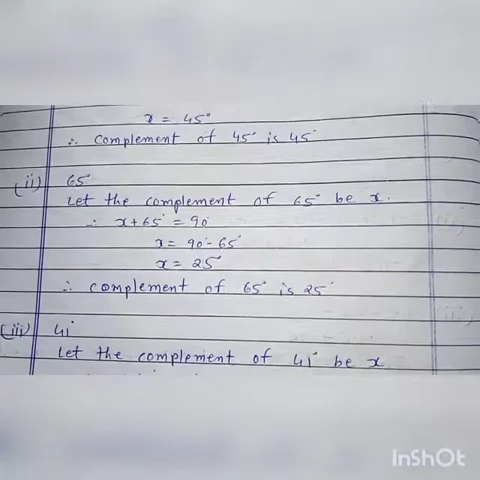 x = 45°
∴ complement of 45° is 45°
(ii) 65°
Let the complement of 65° be x.
∴ x + 65° = 90°
x = 90° - 65°
x = 25°
∴ complement of 65° is 25°
(iii) 41°
Let the complement of 41° be x
InShOt